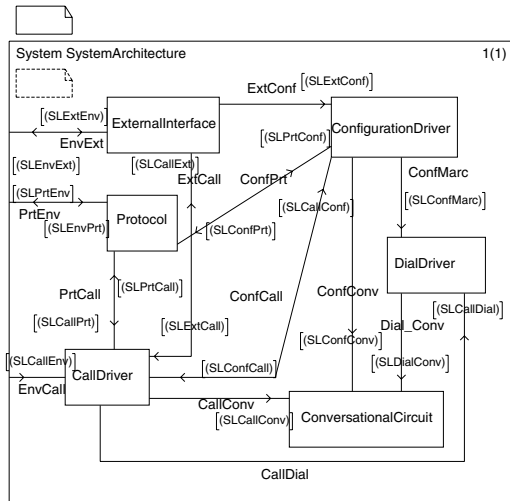 System SystemArchitecture
1(1)
[(SLExtEnv)]
EnvExt
[(SLEnvExt)]
ExternalInterface
ExtConf
[(SLExtConf)]
ConfigurationDriver
[(SLPrtConf)]
[(SLCallExt)]
ExtCall
ConfPrt
ConfMarc
[(SLPrtEnv)]
PrtEnv
[(SLEnvPrt)]
Protocol
[(SLCallConf)]
[(SLConfMarc)]
[(SLConfPrt)]
DialDriver
PrtCall
[(SLPrtCall)]
ConfCall
ConfConv
[(SLCallDial)]
[(SLCallPrt)]
[(SLExtCall)]
Dial_Conv
[(SLConfConv)]
[(SLCallEnv)]
EnvCall
CallDriver
[(SLConfCall)]
[(SLDialConv)]
CallConv
[(SLCallConv)]
ConversationalCircuit
CallDial